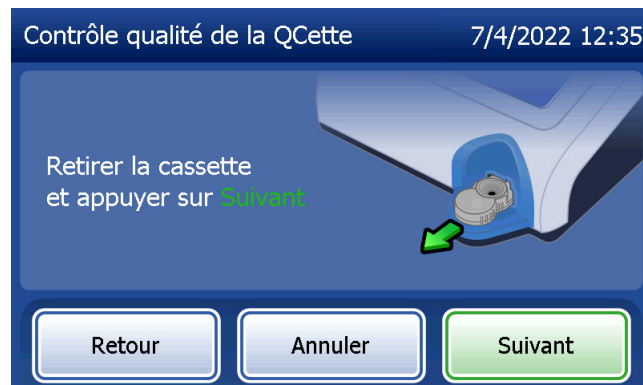 Contrôle qualité de la QCette
7/4/2022 12:35
Retirer la cassette
et appuyer sur Suivant
Retour
Annuler
Suivant